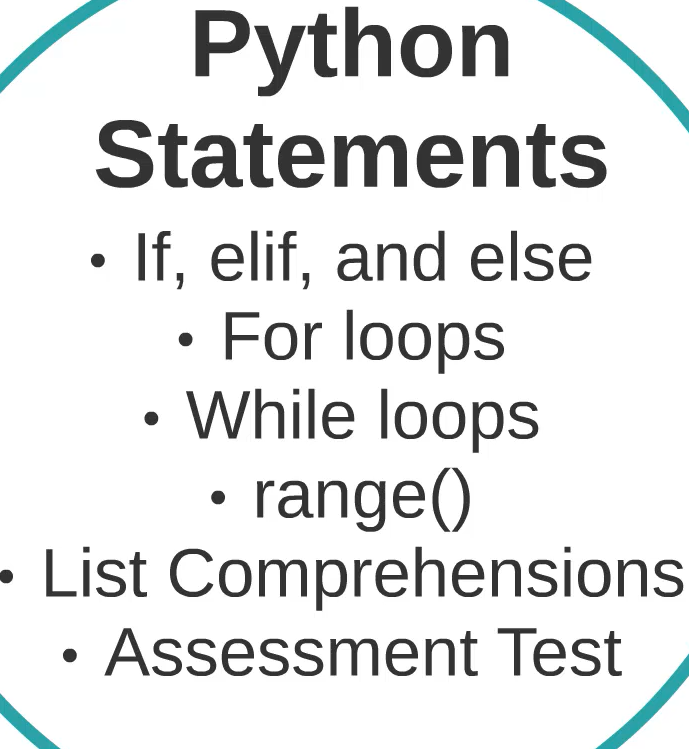 Python
Statements
• If, elif, and else
• For loops
• While loops
• range()
• List Comprehensions
• Assessment Test